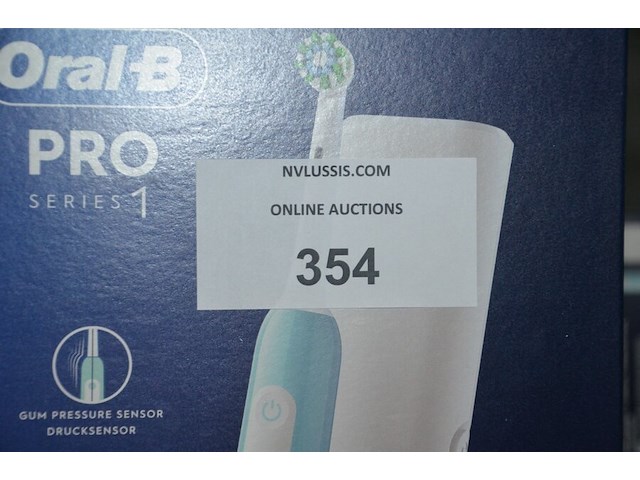 Oral-B
PRO
SERIES 1
NVLUSSIS.COM
ONLINE AUCTIONS
354
GUM PRESSURE SENSOR
DRUCKSENSOR